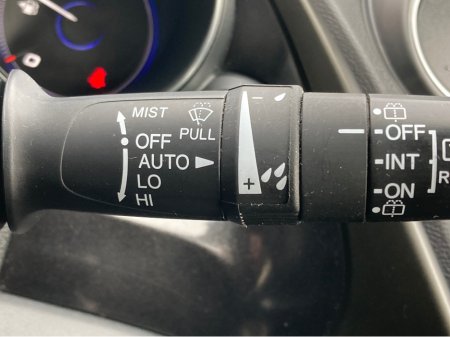 MIST
PULL
OFF
AUTO
LO
HI
- 
+
OFF
INT
ON
R